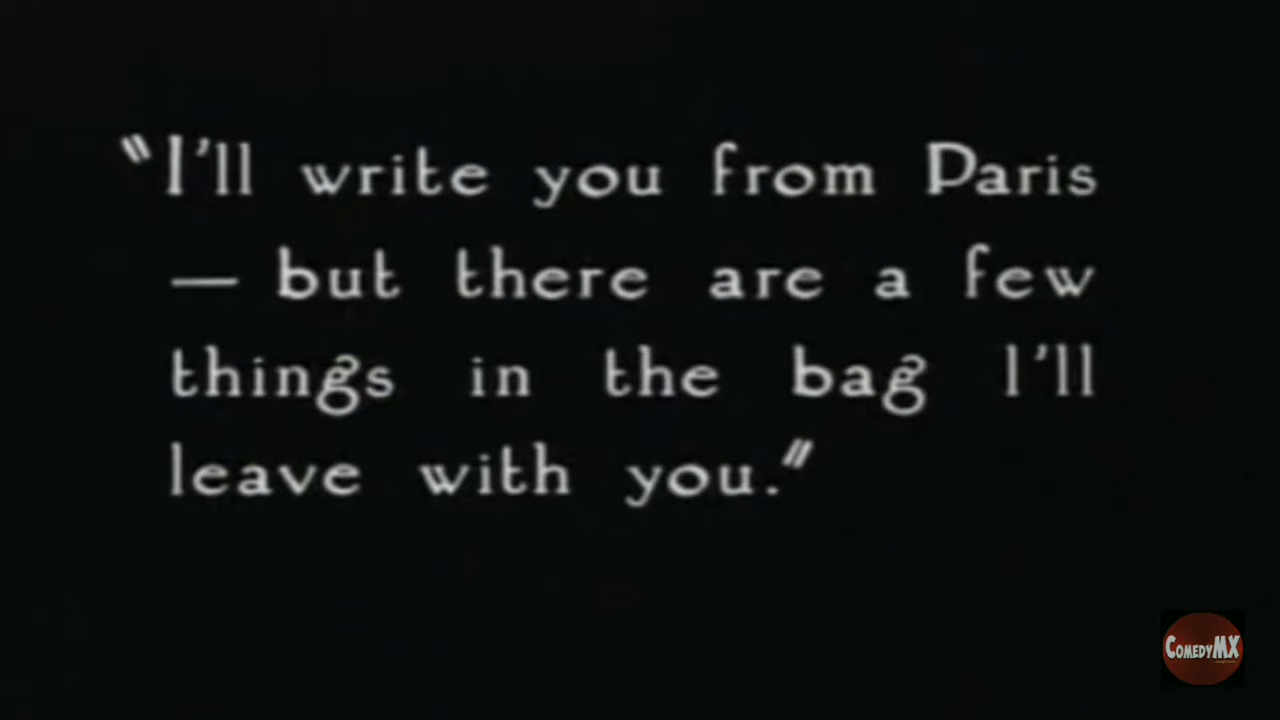 "I'll write you from Paris
— but there are a few
things in the bag I'll
leave with you."
COMEDYMX